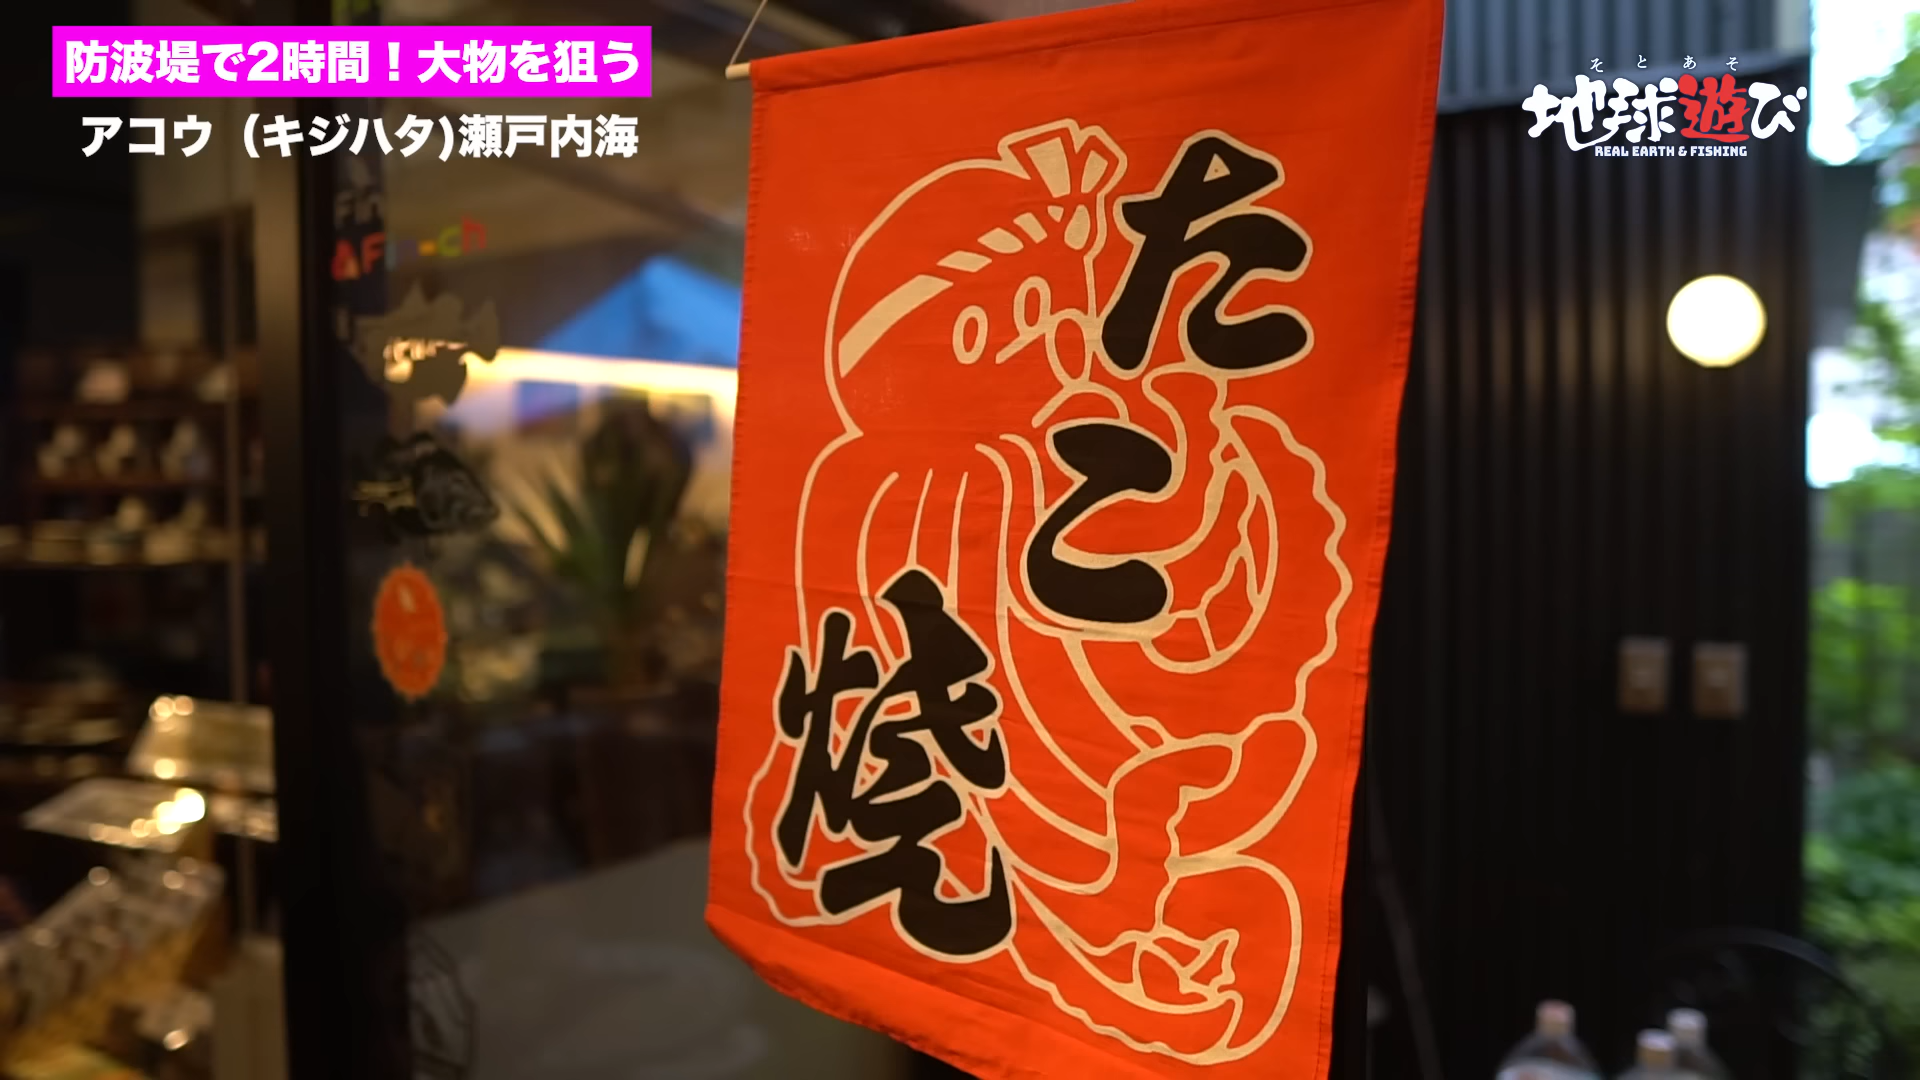 防波堤で2時間！大物を狙う
アコウ（キジハタ)瀬戸内海
そとあそ
地球遊び
REAL EARTH & FISHING
たこ
焼